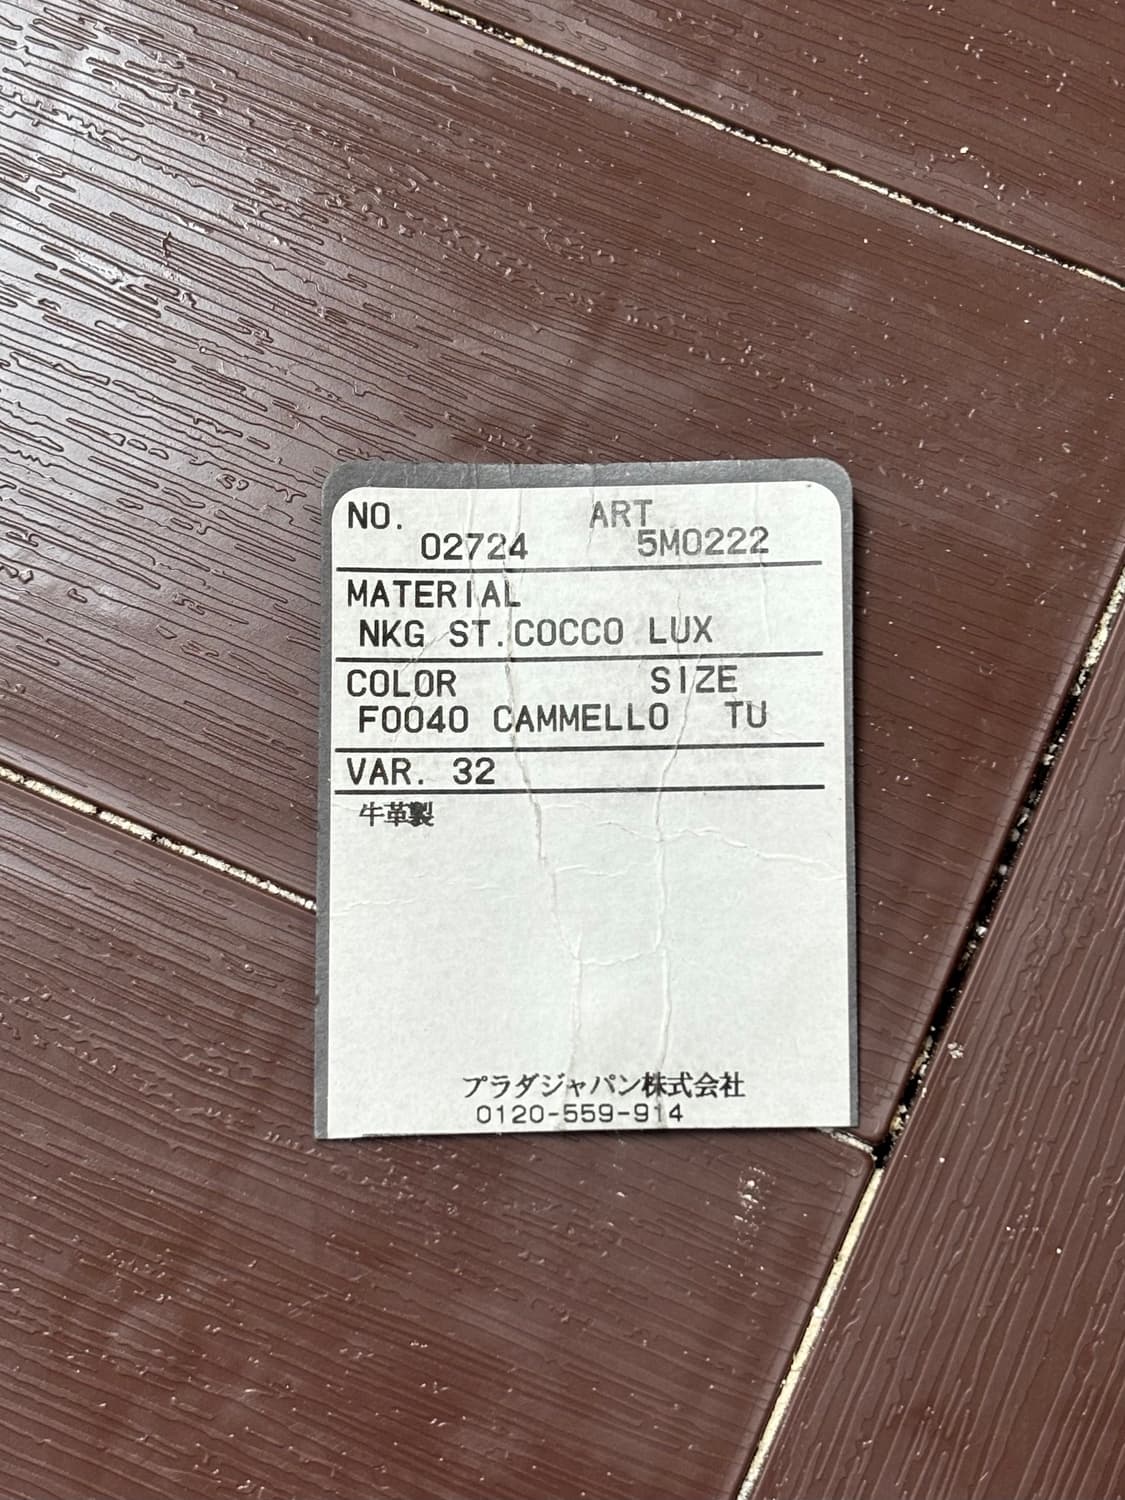 NO. ART
02724 5M0222
MATERIAL
NKG ST.COCCO LUX
COLOR SIZE
F0040 CAMMELLO TU
VAR. 32
牛革製
プラダジャパン株式会社
0120-559-914